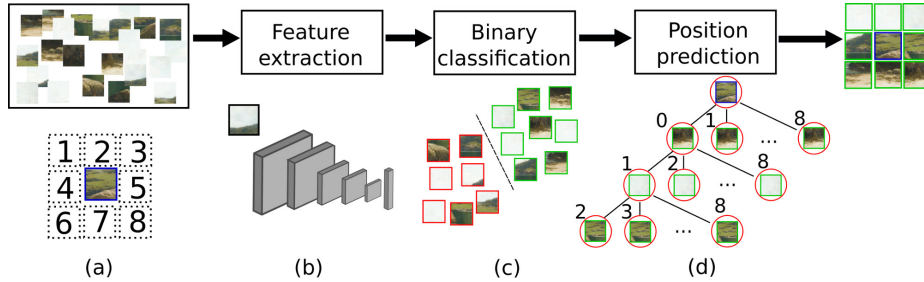 Feature
extraction
Binary
classification
Position
prediction
1 2 3
4 5
6 7 8
0 1 8
...
1 2 8
...
2 3 8
...
(a) (b) (c) (d)